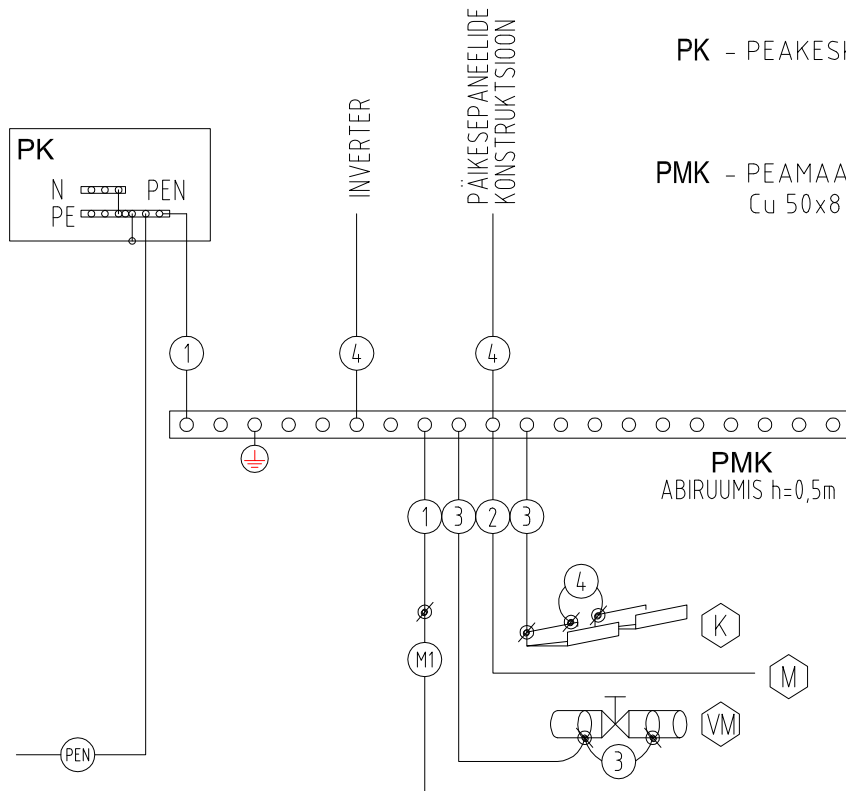 PÄIKESEPANEELIDE
KONSTRUKTSIOON
INVERTER
PK - PEAKESK
PMK - PEAMAA
Cu 50x8
PK
N PEN
PE
1
4
4
PMK
ABIRUUMIS h=0,5m
1
3
2
3
4
K
M1
M
VM
PEN
3